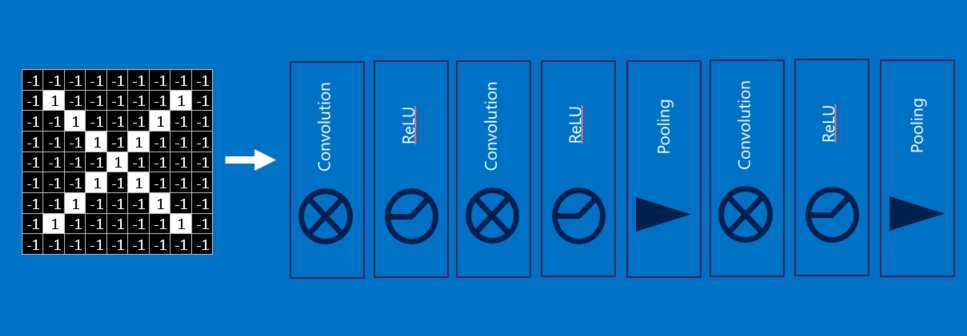 -1 -1 -1 -1 -1 -1 -1 -1 -1
-1 1 -1 -1 -1 -1 -1 1 -1
-1 -1 1 -1 -1 -1 1 -1 -1
-1 -1 -1 1 -1 1 -1 -1 -1
-1 -1 -1 -1 1 -1 -1 -1 -1
-1 -1 -1 1 -1 1 -1 -1 -1
-1 -1 1 -1 -1 -1 1 -1 -1
-1 1 -1 -1 -1 -1 -1 1 -1
-1 -1 -1 -1 -1 -1 -1 -1 -1
Convolution
ReLU
Convolution
ReLU
Pooling
Convolution
ReLU
Pooling